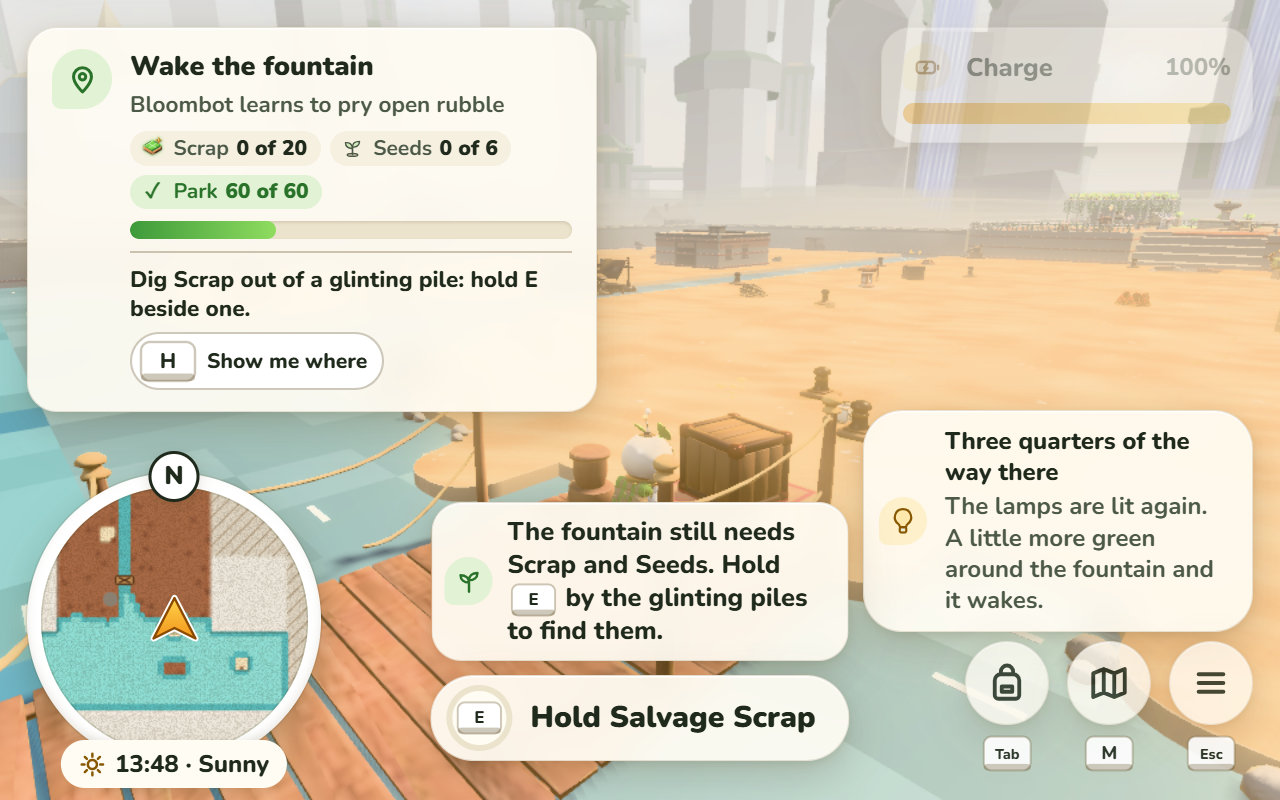 Wake the fountain
Bloombot learns to pry open rubble
Scrap 0 of 20
Seeds 0 of 6
Park 60 of 60
Dig Scrap out of a glinting pile: hold E
beside one.
H Show me where
Charge 100%
N
13:48 · Sunny
The fountain still needs
Scrap and Seeds. Hold
E by the glinting piles
to find them.
E Hold Salvage Scrap
Three quarters of the
way there
The lamps are lit again.
A little more green
around the fountain and
it wakes.
Tab
M
Esc